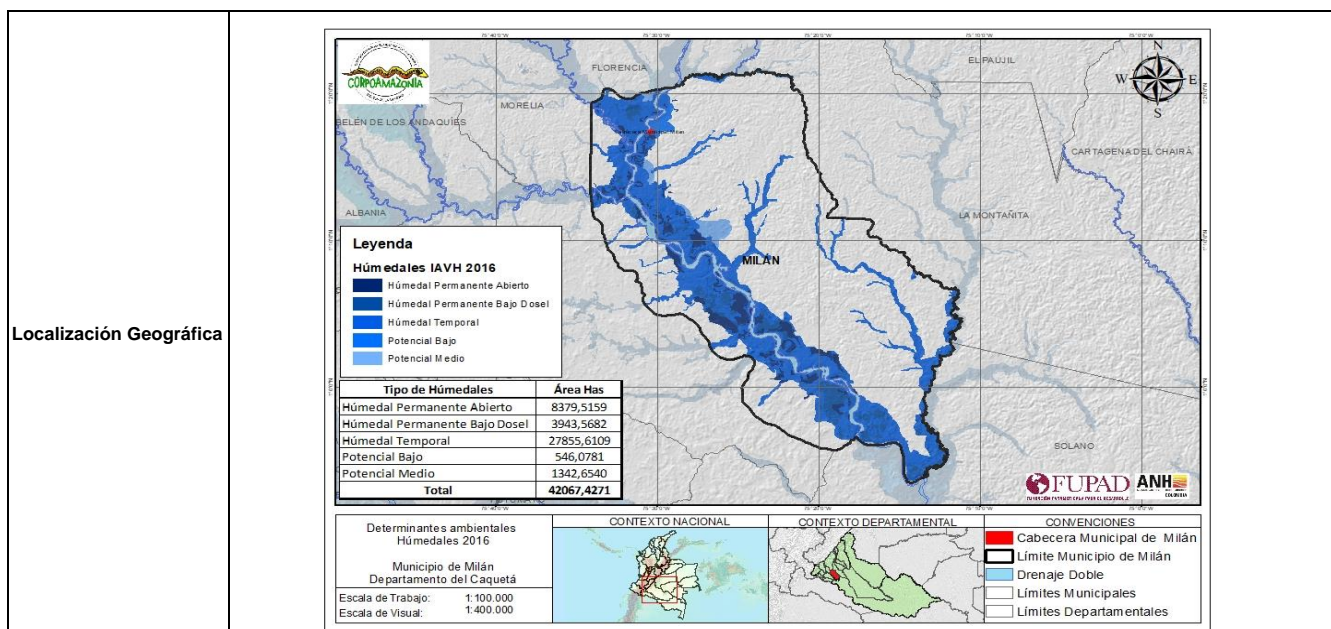 Localización Geográfica
CORPOAMAZONIA
FLORENCIA
EL PAUJIL
MORELIA
BELÉN DE LOS ANDAQUÍES
CARTAGENA DEL CHAIRÁ
ALBANIA
LA MONTAÑITA
MILÁN
SOLANO
N
W
E
S
Leyenda
Húmedales IAVH 2016
Húmedal Permanente Abierto
Húmedal Permanente Bajo Dosel
Húmedal Temporal
Potencial Bajo
Potencial Medio
Tipo de Húmedales Área Has
Húmedal Permanente Abierto 8379,5159
Húmedal Permanente Bajo Dosel 3943,5682
Húmedal Temporal 27855,6109
Potencial Bajo 546,0781
Potencial Medio 1342,6540
Total 42067,4271
FUPAD ANH
COLOMBIA
Determinantes ambientales
Húmedales 2016
Municipio de Milán
Departamento del Caquetá
Escala de Trabajo: 1:100.000
Escala de Visual: 1:400.000
CONTEXTO NACIONAL
CONTEXTO DEPARTAMENTAL
CONVENCIONES
Cabecera Municipal de Milán
Límite Municipio de Milán
Drenaje Doble
Límites Municipales
Límites Departamentales